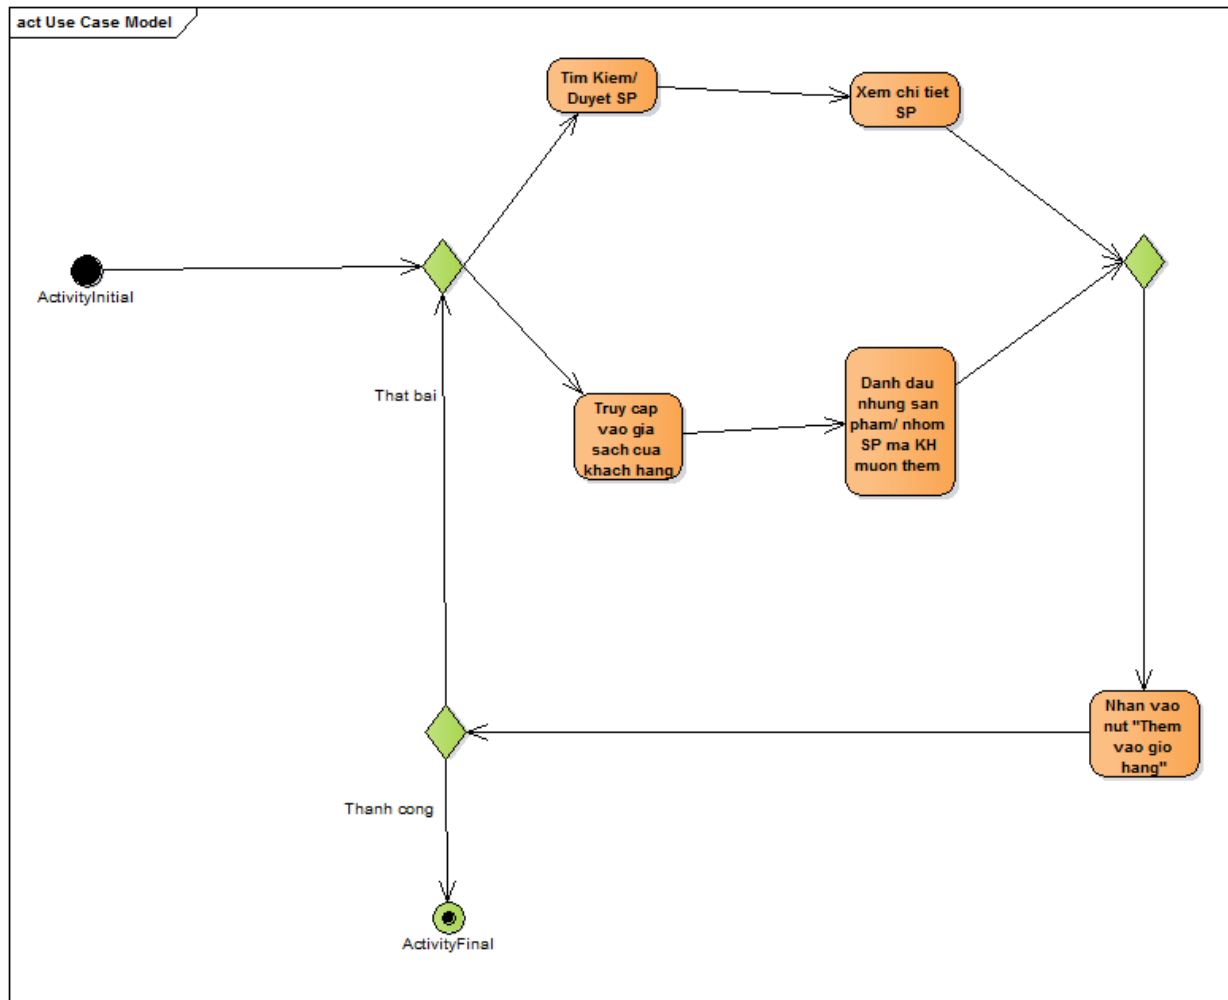 act Use Case Model
Tim Kiem/
Duyet SP
Xem chi tiet
SP
ActivityInitial
That bai
Truy cap
vao gia
sach cua
khach hang
Danh dau
nhung san
pham/ nhom
SP ma KH
muon them
Nhan vao
nut "Them
vao gio
hang"
Thanh cong
ActivityFinal